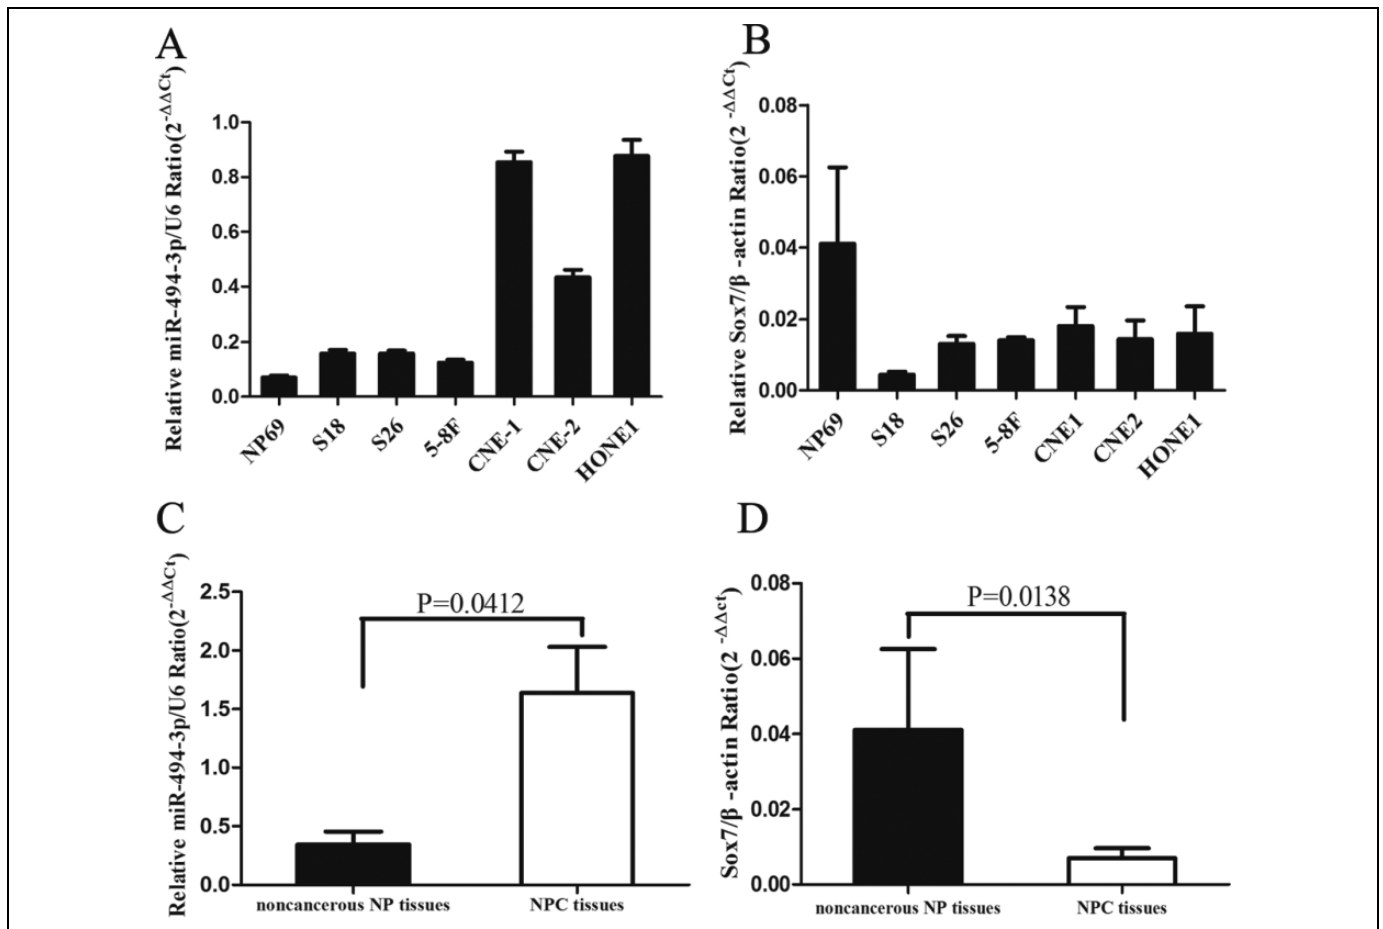 A
Relative miR-494-3p/U6 Ratio(2-ΔΔCt)
1.0
0.8
0.6
0.4
0.2
0.0
NP69
S18
S26
5-8F
CNE-1
CNE-2
HONE1
B
Relative Sox7/β -actin Ratio(2 -ΔΔCt)
0.08
0.06
0.04
0.02
0.00
NP69
S18
S26
5-8F
CNE1
CNE2
HONE1
C
Relative miR-494-3p/U6 Ratio(2-ΔΔCt)
2.5
2.0
1.5
1.0
0.5
0.0
P=0.0412
noncancerous NP tissues
NPC tissues
D
Sox7/β -actin Ratio(2 -ΔΔct)
0.08
0.06
0.04
0.02
0.00
P=0.0138
noncancerous NP tissues
NPC tissues